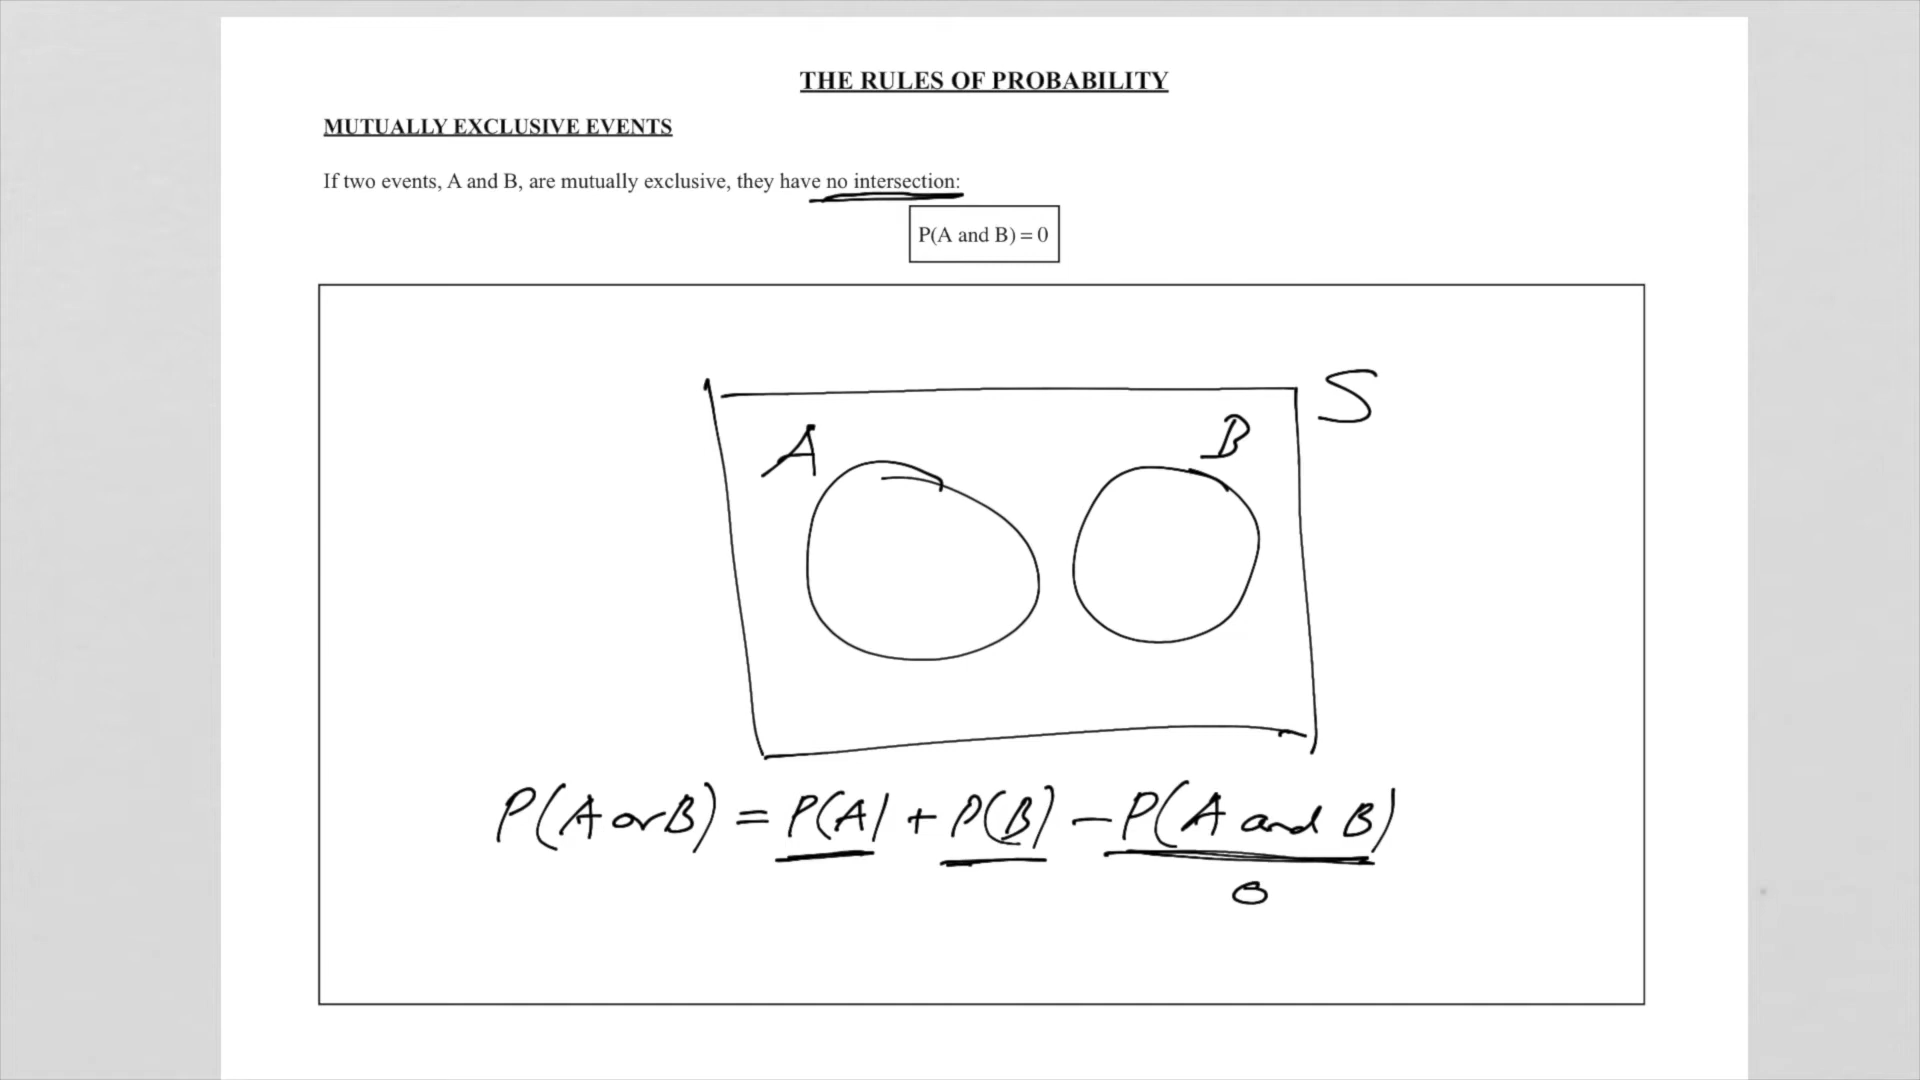 THE RULES OF PROBABILITY
MUTUALLY EXCLUSIVE EVENTS
If two events, A and B, are mutually exclusive, they have no intersection:
P(A and B) = 0
S
A
B
P(A or B) = P(A) + P(B) - P(A and B)
0